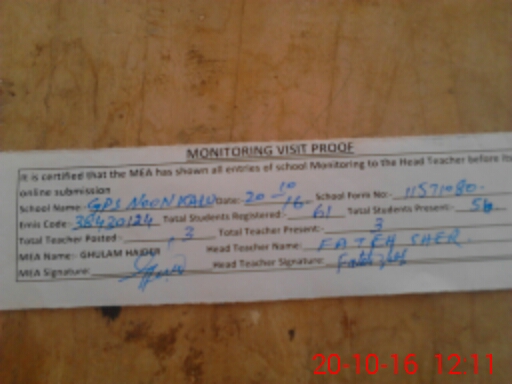 MONITORING VISIT PROOF
It is certified that the MEA has shown all entries of school Monitoring to the Head Teacher before its
online submission
School Name: GPS NOON KALU Date: 20-10-16 School Form No:- 11571080
Emis Code: 38420124 Total Students Registered:- 61 Total Students Present:- 56
Total Teacher Posted:- 3 Total Teacher Present:- 3
MEA Name:- GHULAM HAIDER Head Teacher Name:- FATEH SHER
MEA Signature: Head Teacher Signature:
20-10-16 12:11